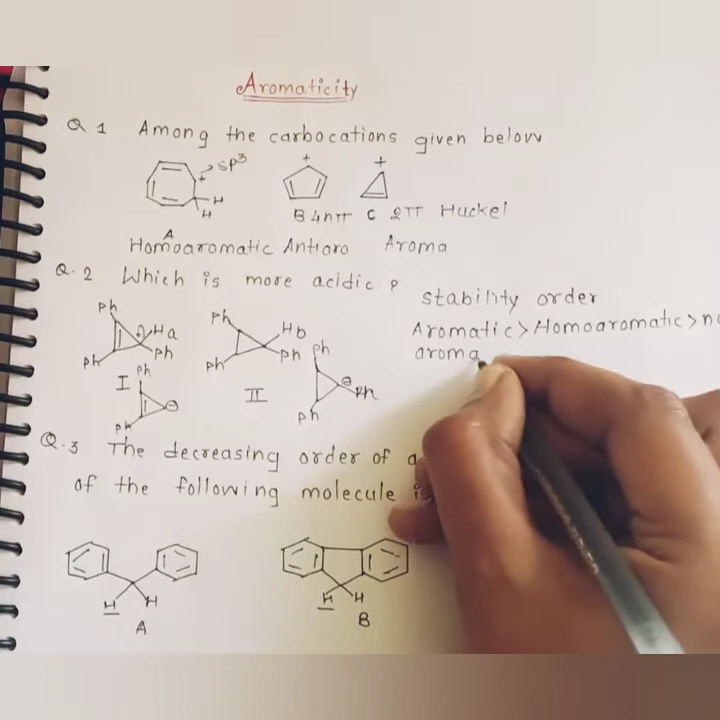 Aromaticity
Q 1 Among the carbocations given below
+ sp3 + +
H
H
A B 4nπ C 2π Huckel
Homoaromatic Antiaro Aroma
Q.2 Which is more acidic ?
stability order
Aromatic > Homoaromatic >
aroma
Ph Ha Ph Ph
I
Ph Hb Ph Ph
II
Ph ⊖
Ph
Ph ⊖ Ph
Ph
Q.3 The decreasing order of
of the following molecule is
H H H H
A B